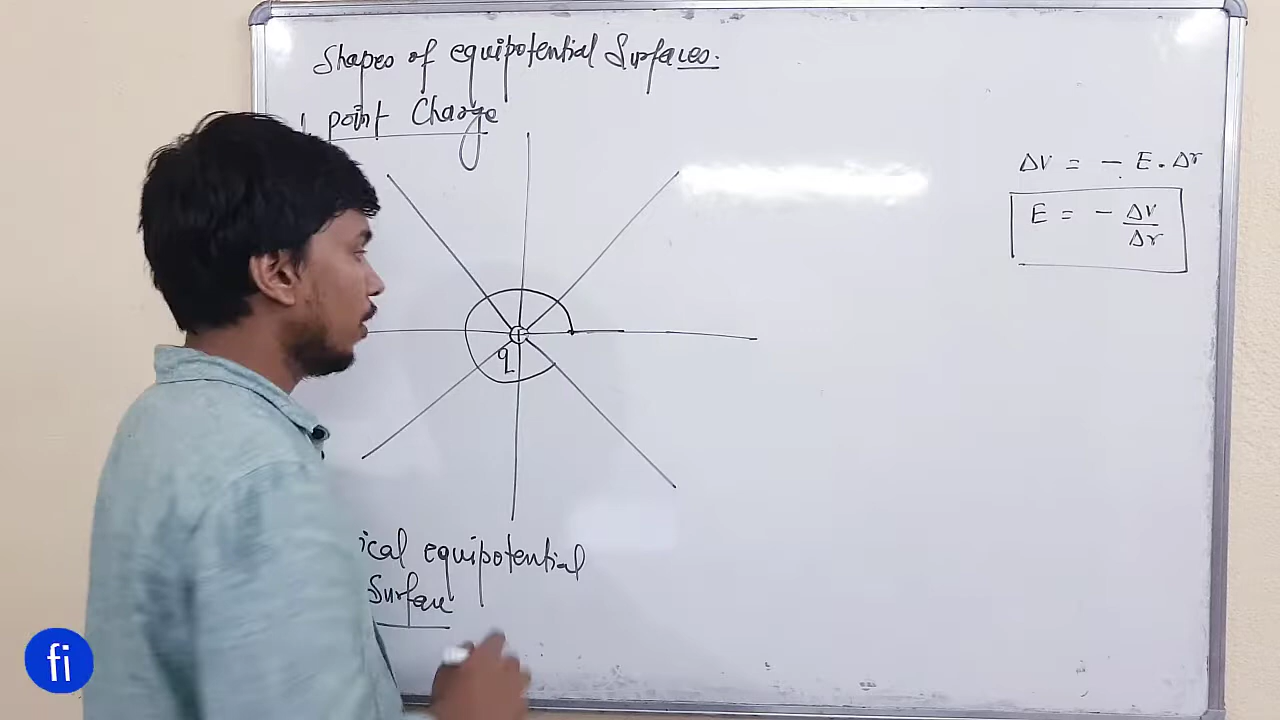 Shapes of equipotential Surfaces.
point Charge
ΔV = - E . Δr
E = - ΔV/Δr
+
q
ical equipotential
Surface
fi